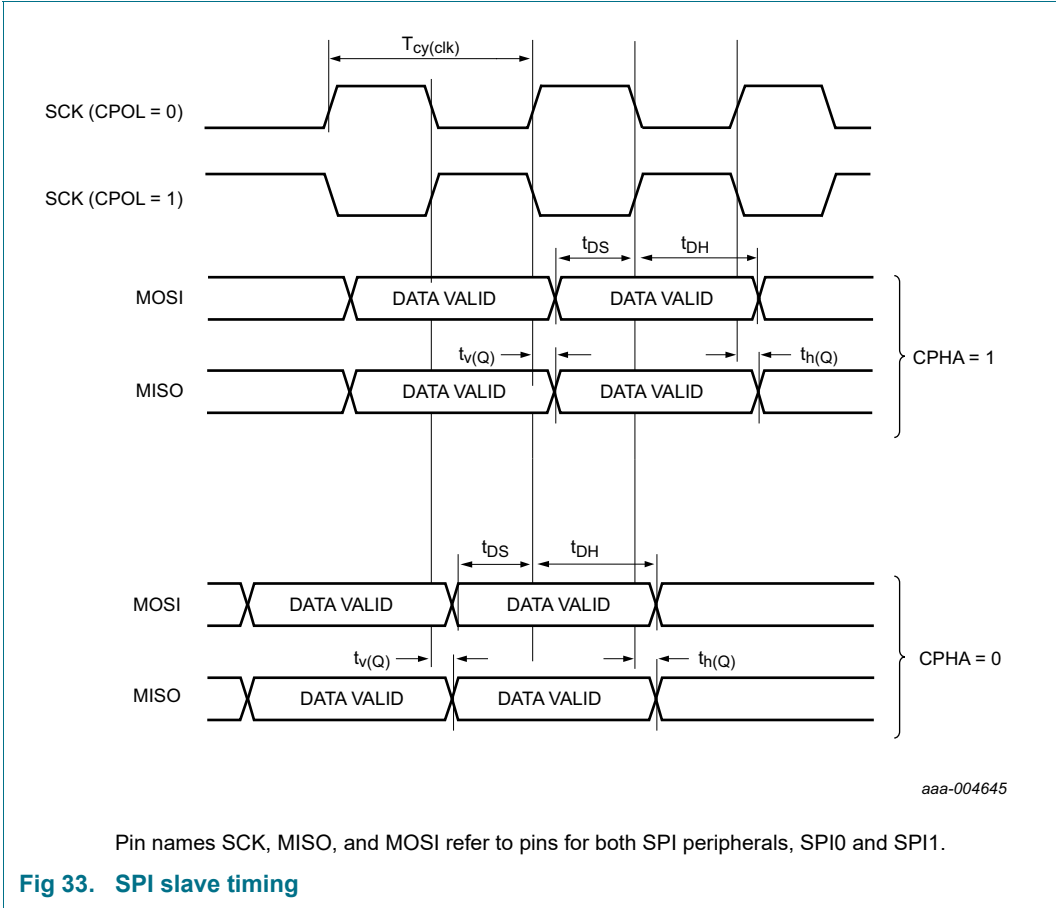 Tcy(clk)
SCK (CPOL = 0)
SCK (CPOL = 1)
tDS tDH
MOSI DATA VALID DATA VALID
tv(Q) th(Q)
CPHA = 1
MISO DATA VALID DATA VALID
tDS tDH
MOSI DATA VALID DATA VALID
tv(Q) th(Q)
CPHA = 0
MISO DATA VALID DATA VALID
aaa-004645
Pin names SCK, MISO, and MOSI refer to pins for both SPI peripherals, SPI0 and SPI1.
Fig 33. SPI slave timing